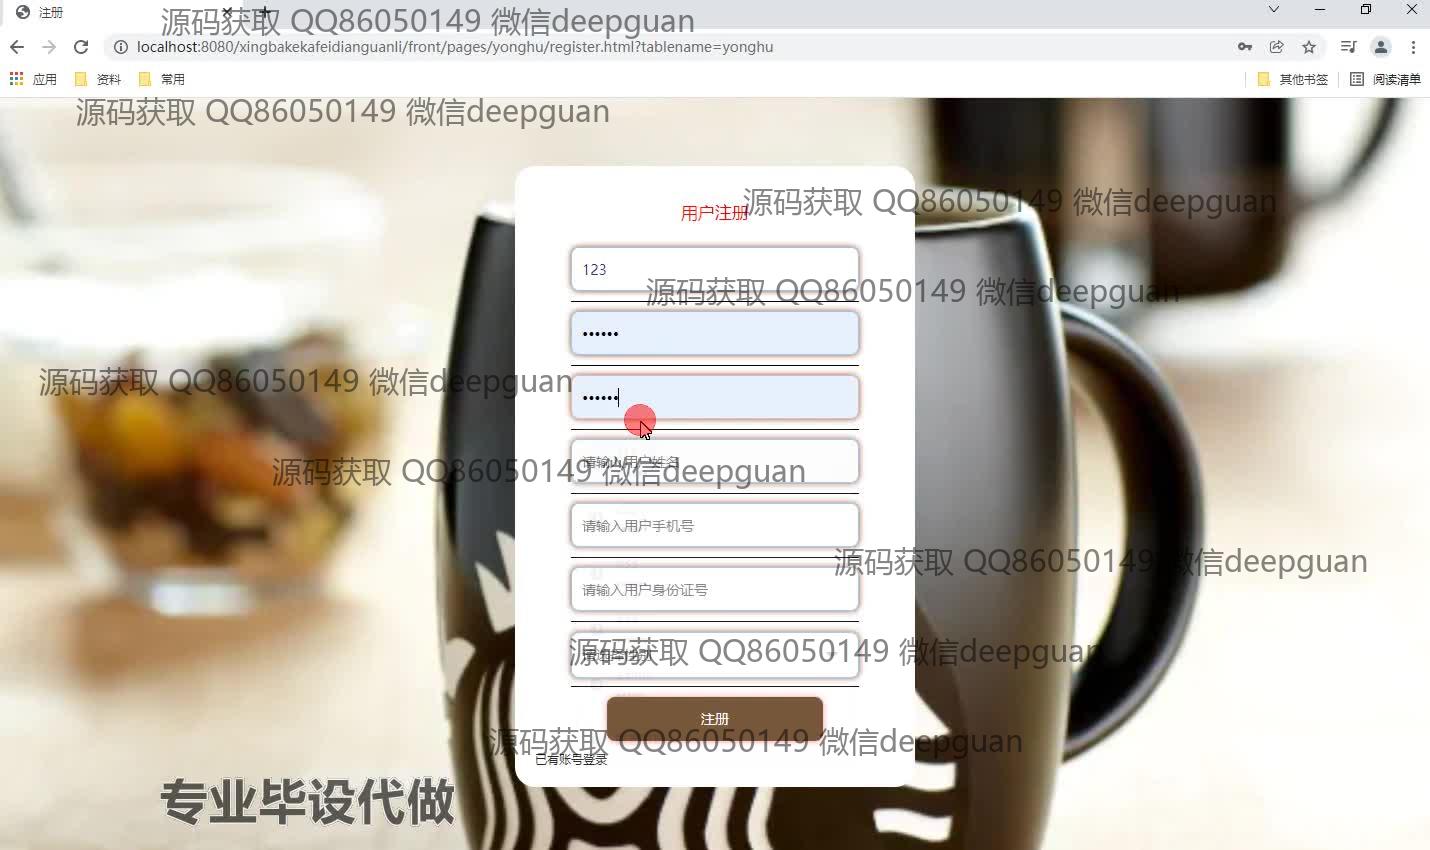 注册
源码获取 QQ86050149 微信deepguan
localhost:8080/xingbakekafeidianguanli/front/pages/yonghu/register.html?tablename=yonghu
应用 资料 常用 其他书签 阅读清单
源码获取 QQ86050149 微信deepguan
源码获取 QQ86050149 微信deepguan
用户注册
123
源码获取 QQ86050149 微信deepguan
••••••
源码获取 QQ86050149 微信deepguan
••••••
请输入用户姓名
源码获取 QQ86050149 微信deepguan
请输入用户手机号
源码获取 QQ86050149 微信deepguan
请输入用户身份证号
源码获取 QQ86050149 微信deepguan
注册
源码获取 QQ86050149 微信deepguan
已有账号登录
专业毕设代做